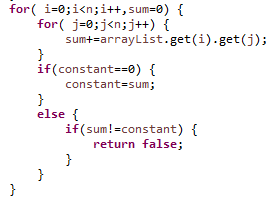 for( i=0;i<n;i++,sum=0) {
for( j=0;j<n;j++) {
sum+=arrayList.get(i).get(j);
}
if(constant==0) {
constant=sum;
}
else {
if(sum!=constant) {
return false;
}
}
}